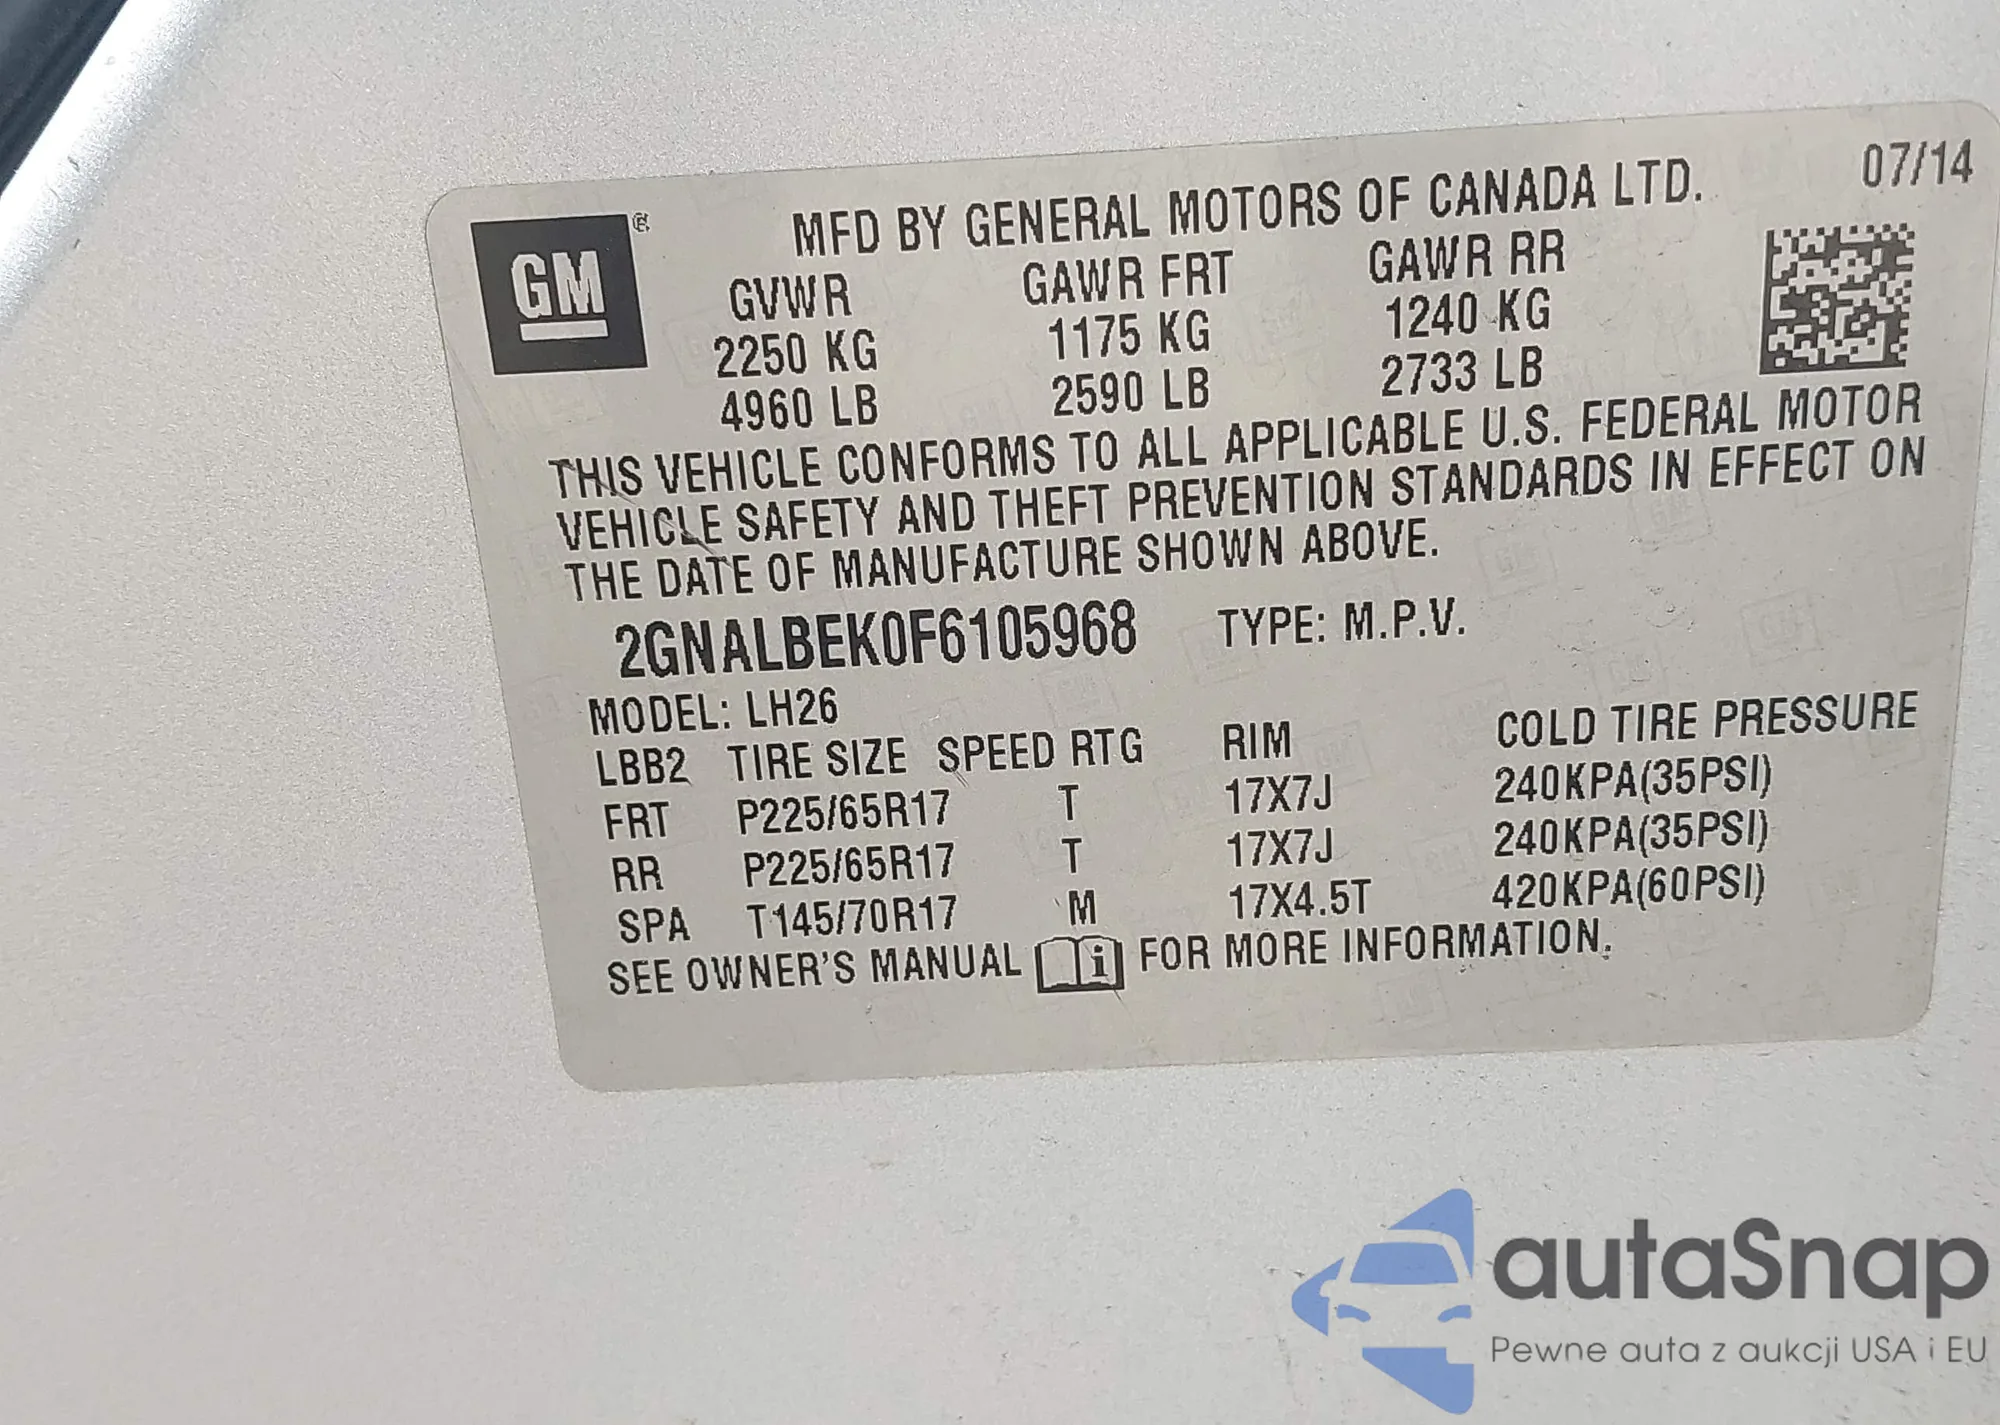 MFD BY GENERAL MOTORS OF CANADA LTD. 07/14
GM ®
GVWR GAWR FRT GAWR RR
2250 KG 1175 KG 1240 KG
4960 LB 2590 LB 2733 LB
THIS VEHICLE CONFORMS TO ALL APPLICABLE U.S. FEDERAL MOTOR
VEHICLE SAFETY AND THEFT PREVENTION STANDARDS IN EFFECT ON
THE DATE OF MANUFACTURE SHOWN ABOVE.
2GNALBEK0F6105968 TYPE: M.P.V.
MODEL: LH26
LBB2 TIRE SIZE SPEED RTG RIM COLD TIRE PRESSURE
FRT P225/65R17 T 17X7J 240KPA(35PSI)
RR P225/65R17 T 17X7J 240KPA(35PSI)
SPA T145/70R17 M 17X4.5T 420KPA(60PSI)
SEE OWNER'S MANUAL i FOR MORE INFORMATION.
autaSnap
Pewne auta z aukcji USA i EU